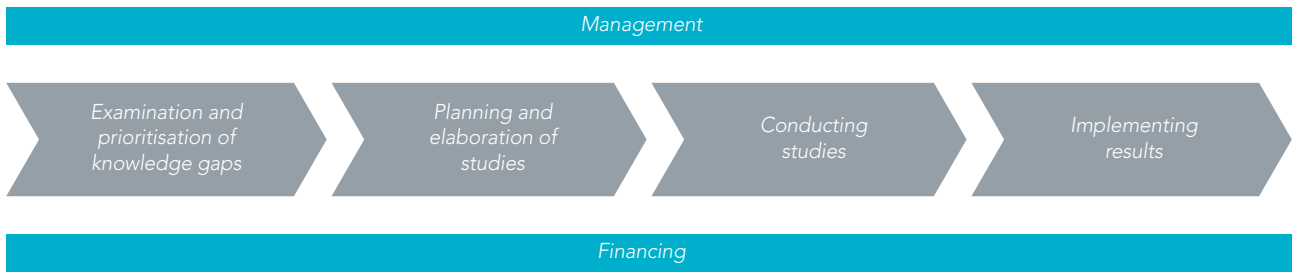 Management
Examination and
prioritisation of
knowledge gaps
Planning and
elaboration of
studies
Conducting
studies
Implementing
results
Financing